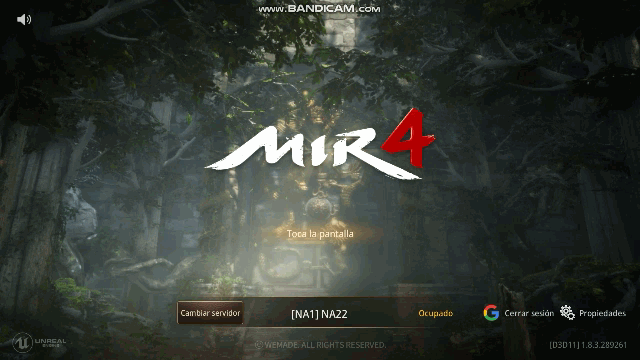 WWW.BANDICAM.COM
MIR4
Toca la pantalla
Cambiar servidor
[NA1] NA22
Ocupado
Cerrar sesión
Propiedades
UNREAL
ⓒ WEMADE. ALL RIGHTS RESERVED.
[D3D11] 1.8.3.289261